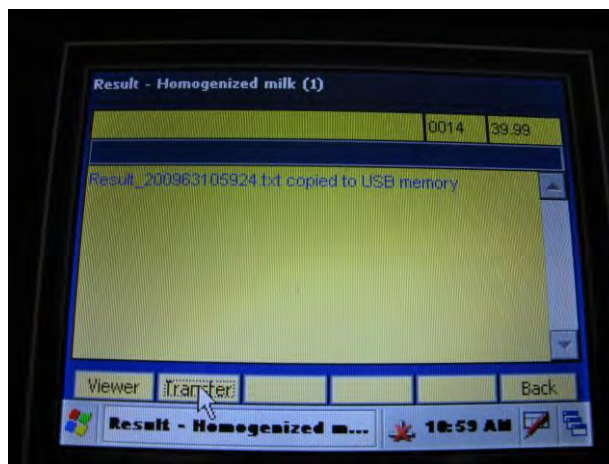 Result - Homogenized milk (1)
0014 39.99
Result_200963105924.txt copied to USB memory
Viewer Transfer Back
Result - Homogenized m... 10:59 AM